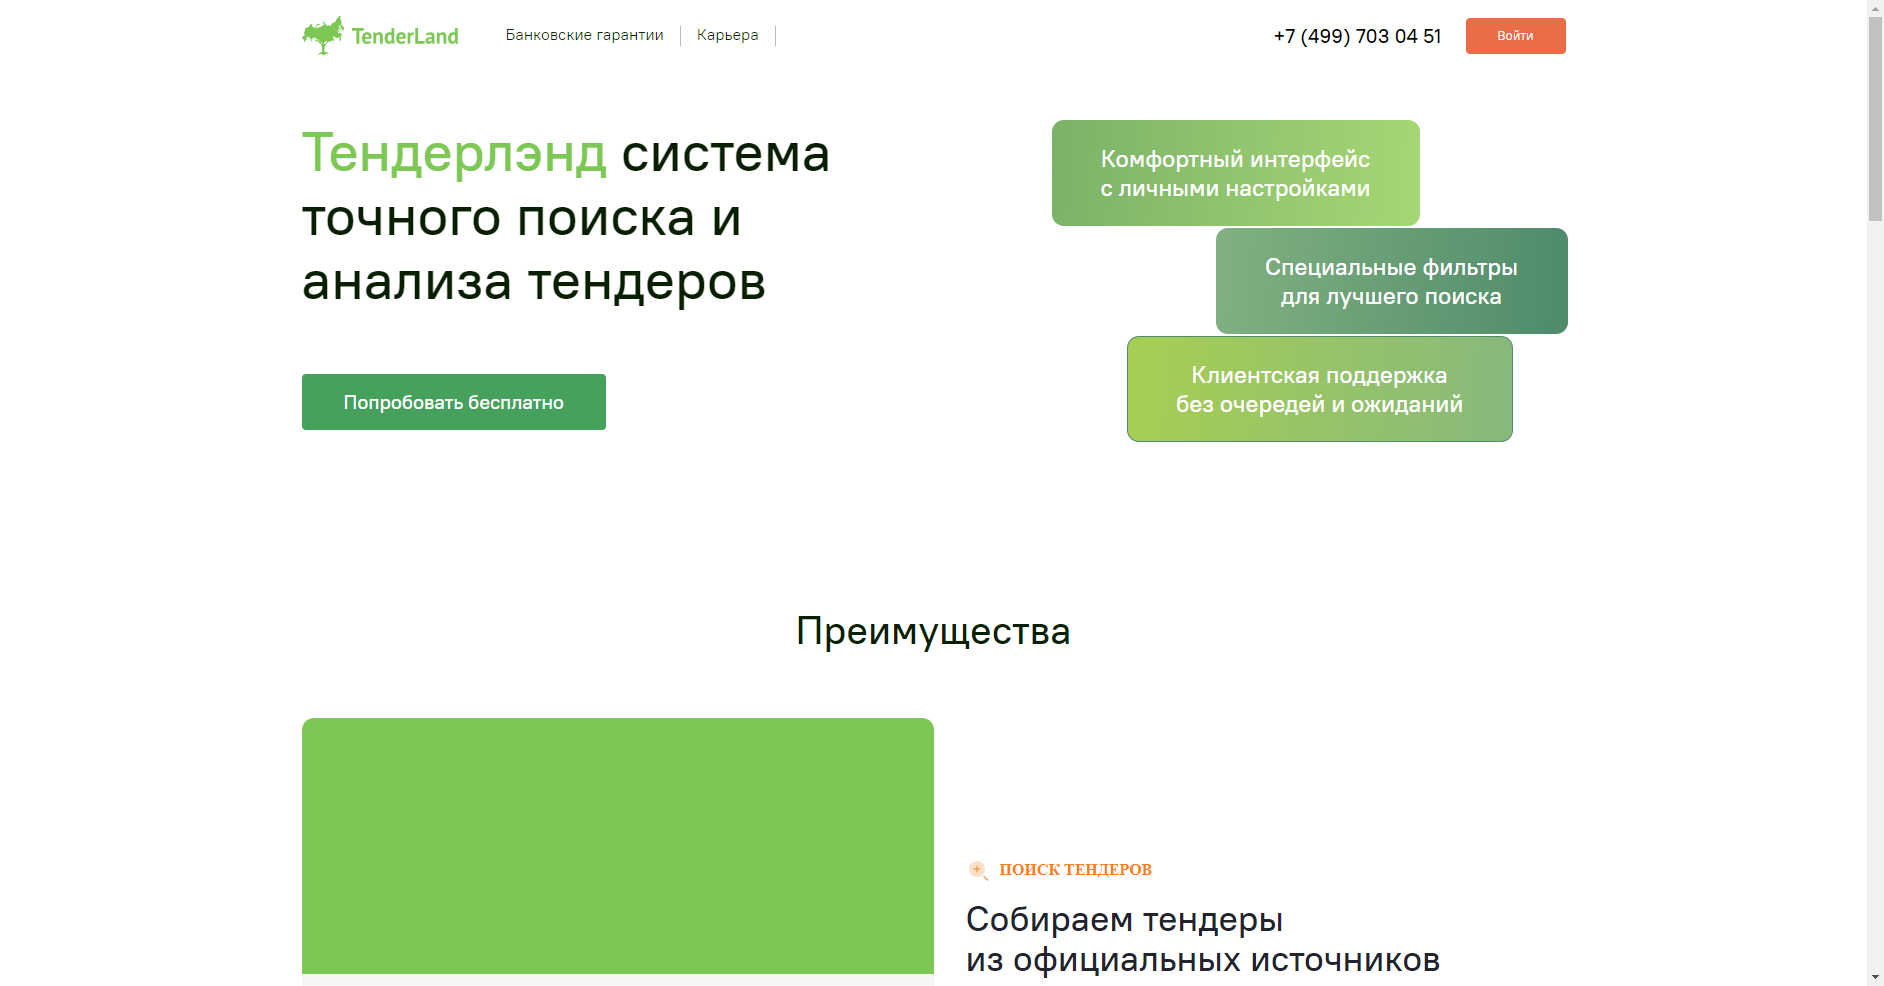 TenderLand
Банковские гарантии
Карьера
+7 (499) 703 04 51
Войти
Тендерлэнд система
точного поиска и
анализа тендеров
Попробовать бесплатно
Комфортный интерфейс
с личными настройками
Специальные фильтры
для лучшего поиска
Клиентская поддержка
без очередей и ожиданий
Преимущества
ПОИСК ТЕНДЕРОВ
Собираем тендеры
из официальных источников